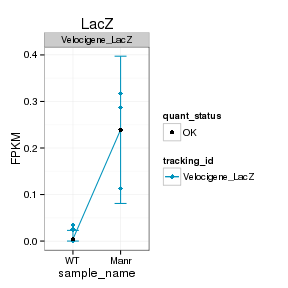 LacZ
Velocigene_LacZ
0.4
0.3
0.2
0.1
0.0
FPKM
WT Manr
sample_name
quant_status
OK
tracking_id
Velocigene_LacZ